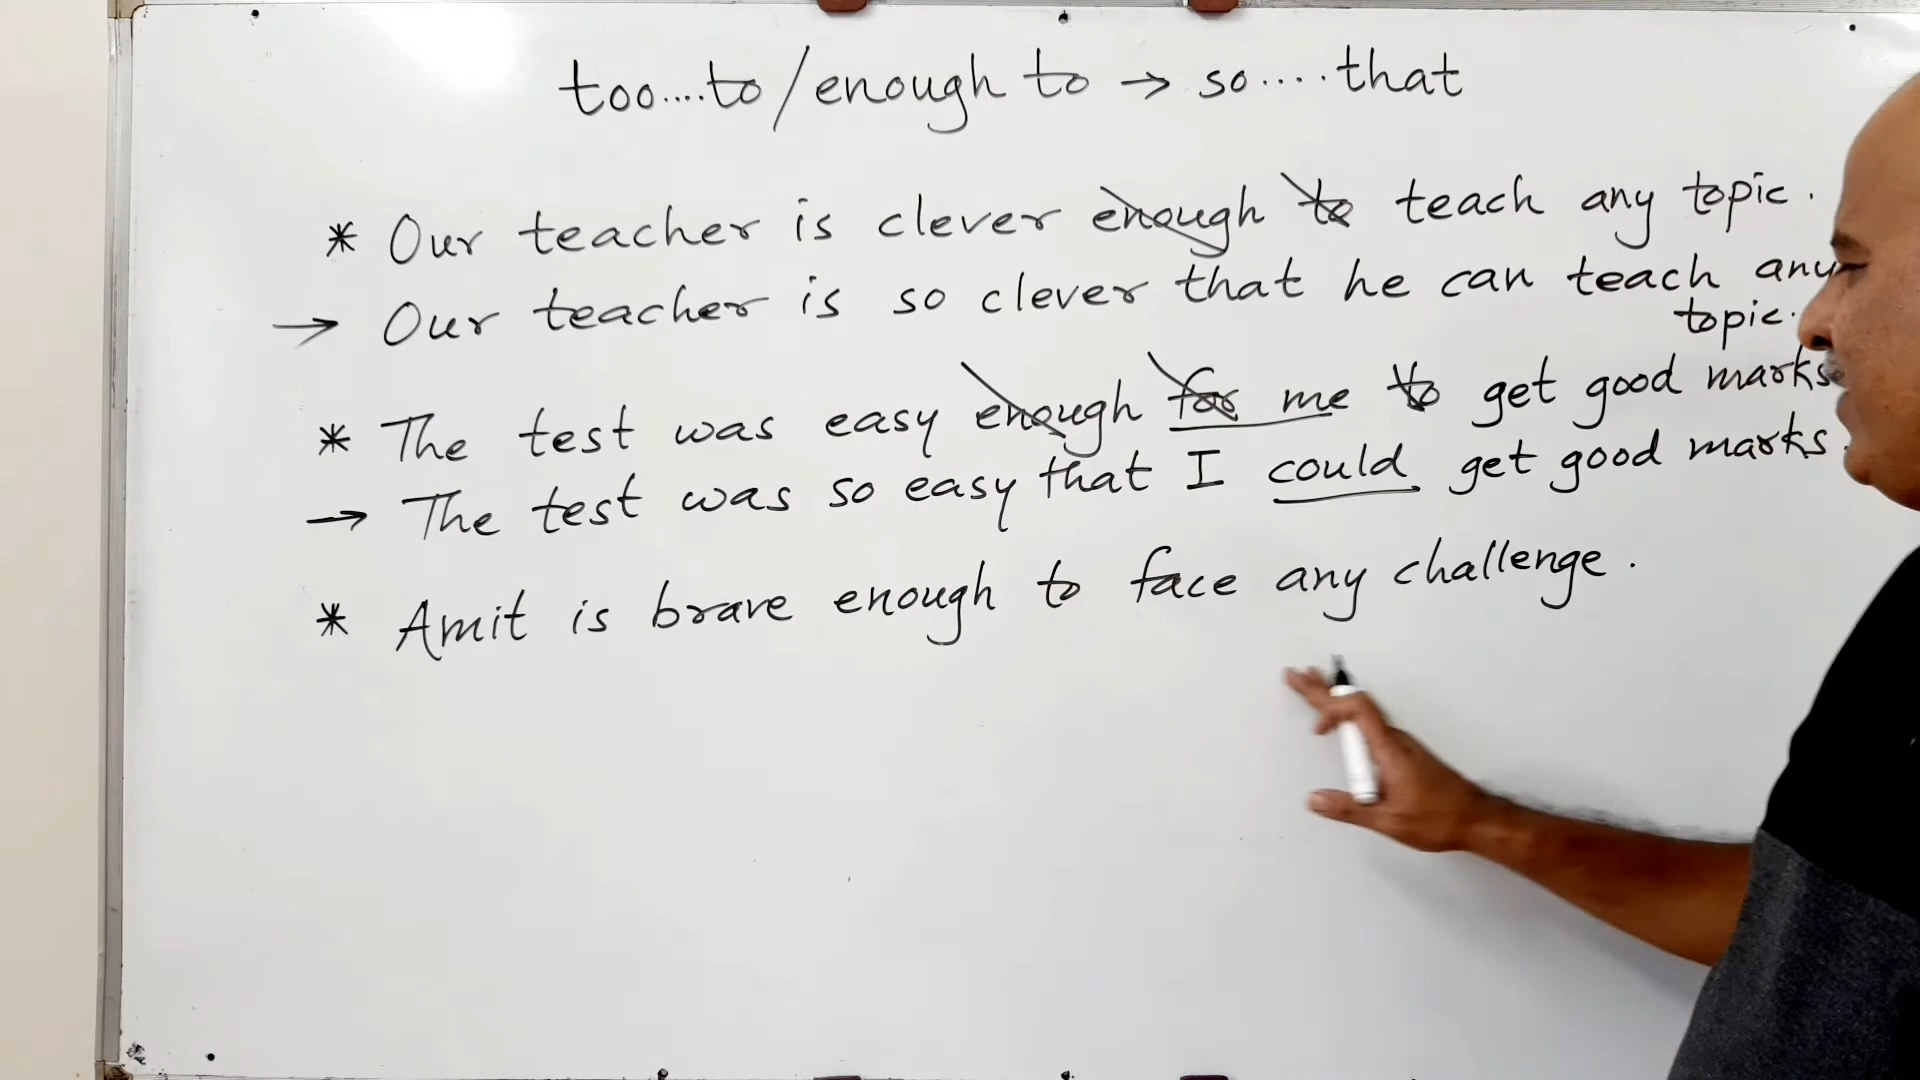 too....to/enough to → so....that
* Our teacher is clever enough to teach any topic.
→ Our teacher is so clever that he can teach any
topic.
* The test was easy enough for me to get good marks
→ The test was so easy that I could get good marks.
* Amit is brave enough to face any challenge.